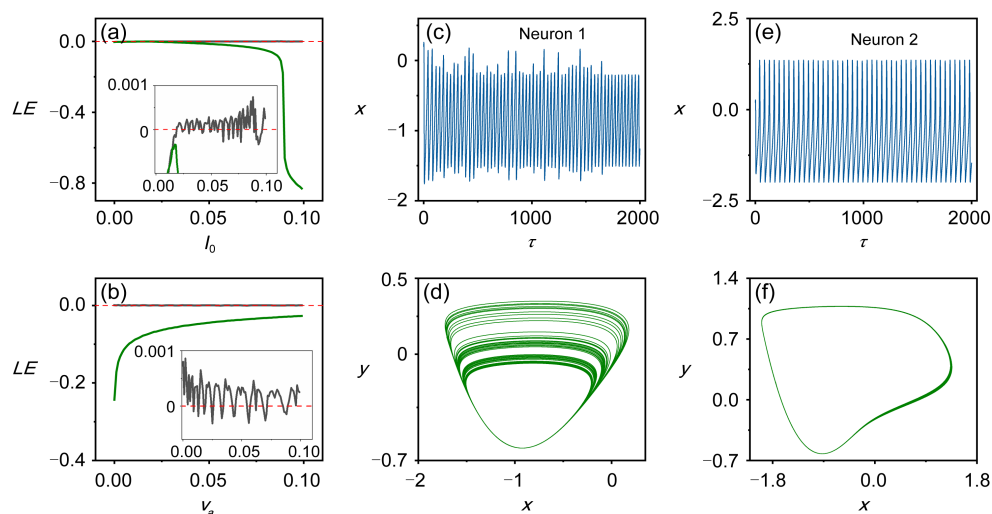 (a)
0.0
−0.4
−0.8
LE
0.001
0
0.00 0.05 0.10
0.00 0.05 0.10
I₀
(c)
Neuron 1
0
−1
−2
x
0 1000 2000
τ
(e)
Neuron 2
2.5
0.0
−2.5
x
0 1000 2000
τ
(b)
0.0
−0.2
−0.4
LE
0.001
0
0.00 0.05 0.10
0.00 0.05 0.10
vₐ
(d)
0.5
0
−0.7
y
−2 −1 0 1
x
(f)
1.4
0.7
0.0
−0.7
y
−1.8 0.0 1.8
x